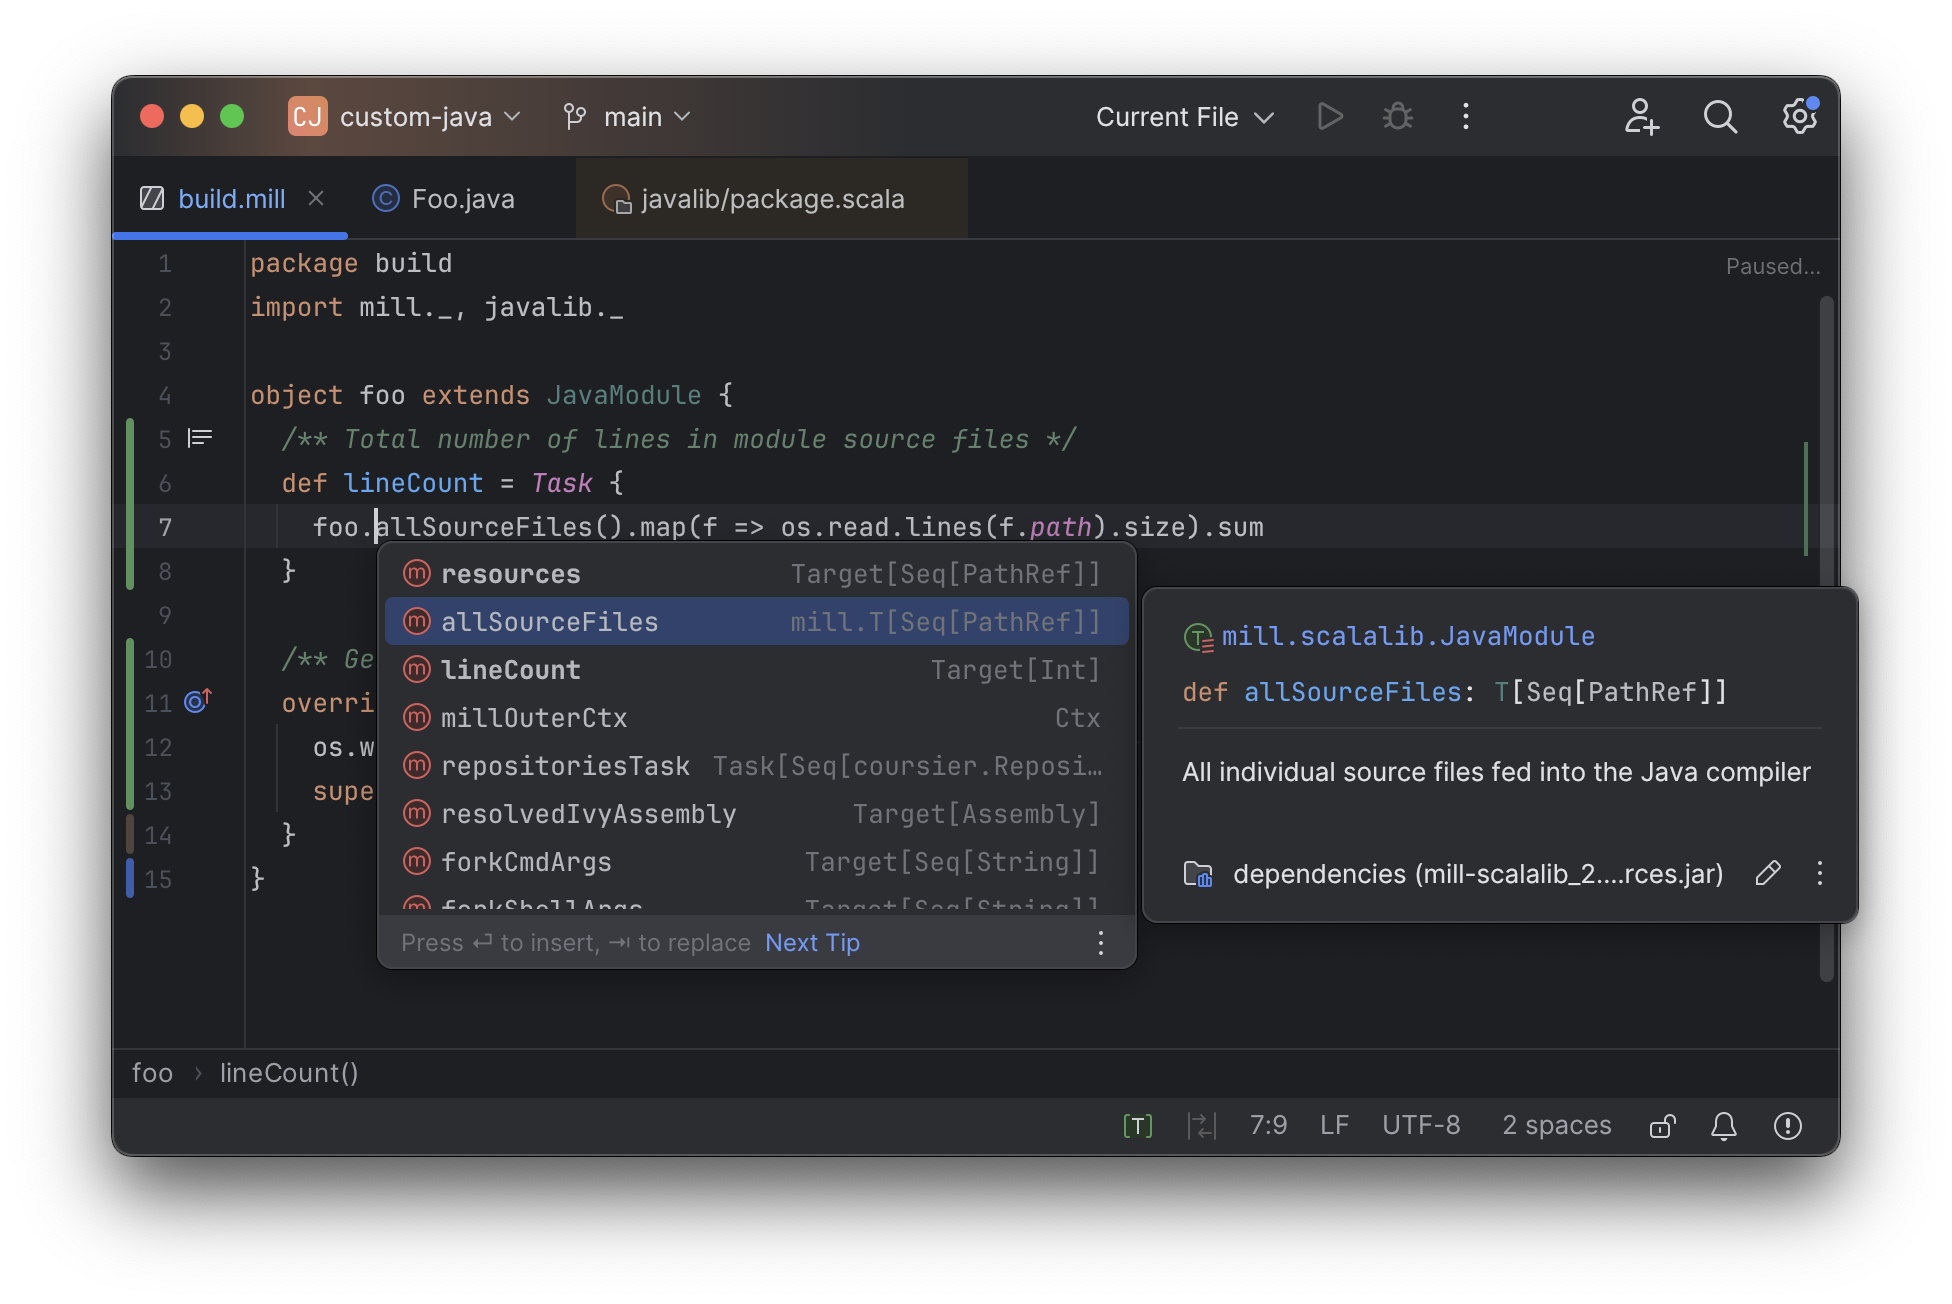 CJ custom-java main Current File
build.mill Foo.java javalib/package.scala
Paused...
1 package build
2 import mill._, javalib._
3
4 object foo extends JavaModule {
5 /** Total number of lines in module source files */
6 def lineCount = Task {
7 foo.allSourceFiles().map(f => os.read.lines(f.path).size).sum
8 }
9
10 /** Ge
11 overri
12 os.w
13 supe
14 }
15 }
resources Target[Seq[PathRef]]
allSourceFiles mill.T[Seq[PathRef]]
lineCount Target[Int]
millOuterCtx Ctx
repositoriesTask Task[Seq[coursier.Reposi…
resolvedIvyAssembly Target[Assembly]
forkCmdArgs Target[Seq[String]]
forkShellArgs Target[Seq[String]]
Press ↵ to insert, ⇥ to replace Next Tip
mill.scalalib.JavaModule
def allSourceFiles: T[Seq[PathRef]]
All individual source files fed into the Java compiler
dependencies (mill-scalalib_2....rces.jar)
foo › lineCount()
[T] 7:9 LF UTF-8 2 spaces